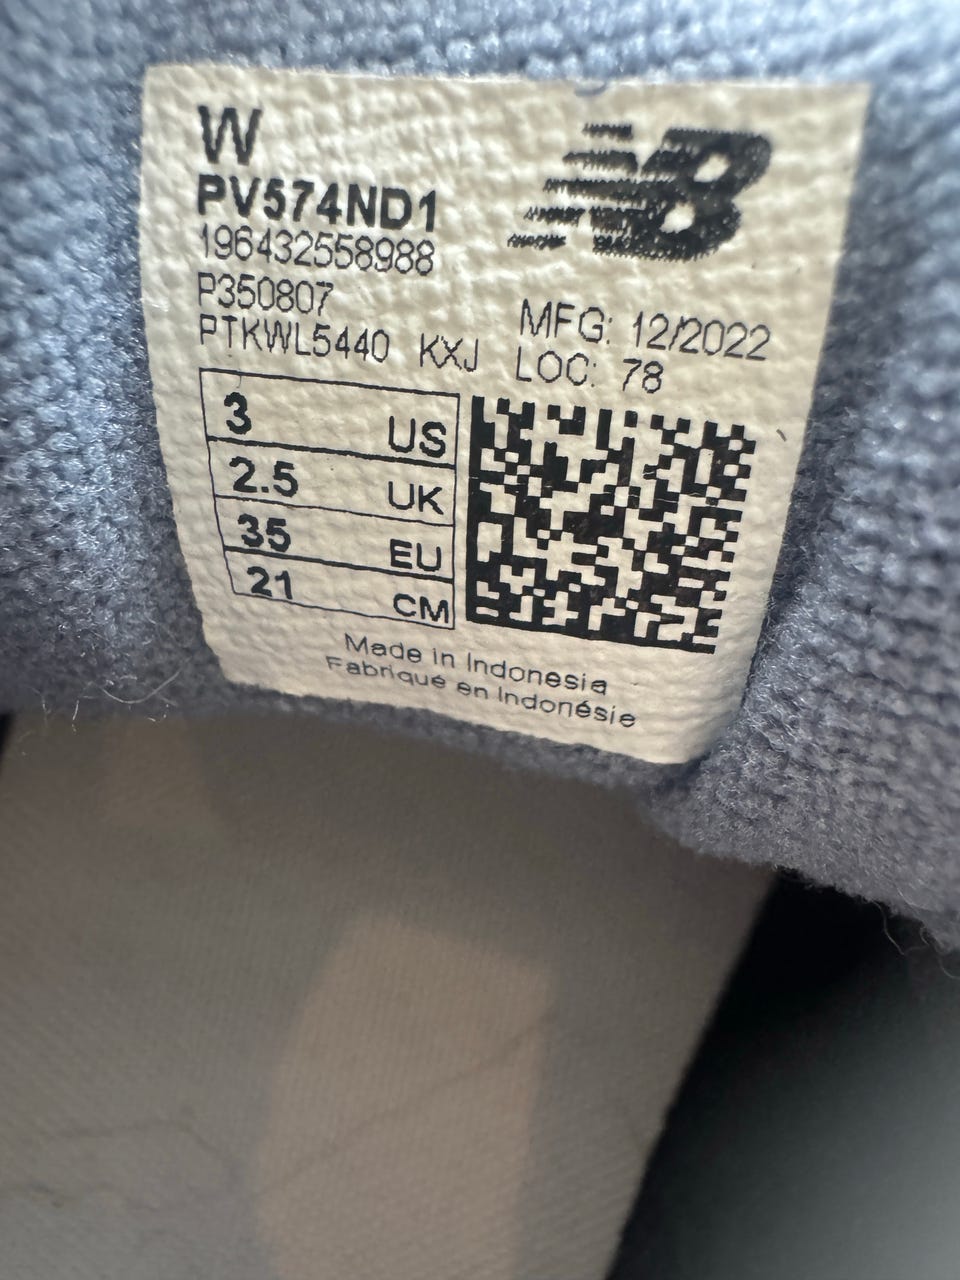 W
PV574ND1
196432558988
P350807
PTKWL5440 KXJ
MFG: 12/2022
LOC: 78
3 US
2.5 UK
35 EU
21 CM
Made in Indonesia
Fabriqué en Indonésie